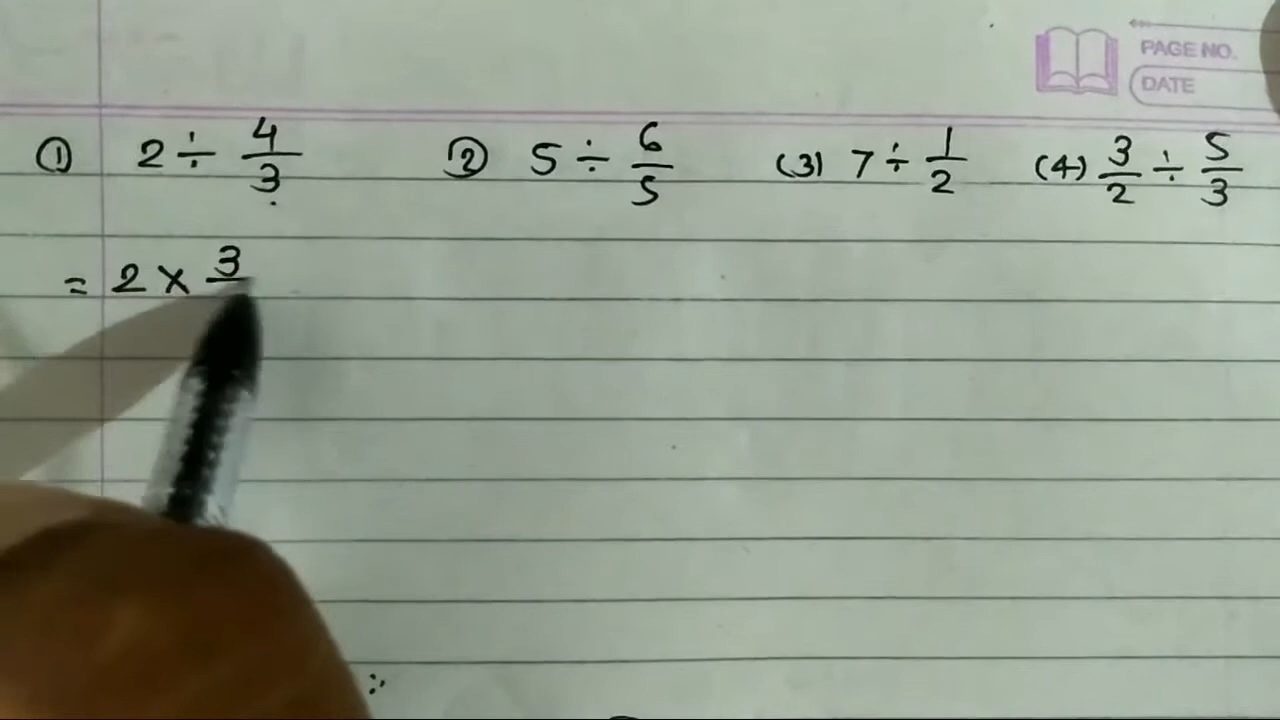 PAGE NO.
DATE
① 2 ÷ 4/3 ② 5 ÷ 6/5 (3) 7 ÷ 1/2 (4) 3/2 ÷ 5/3
= 2 × 3/